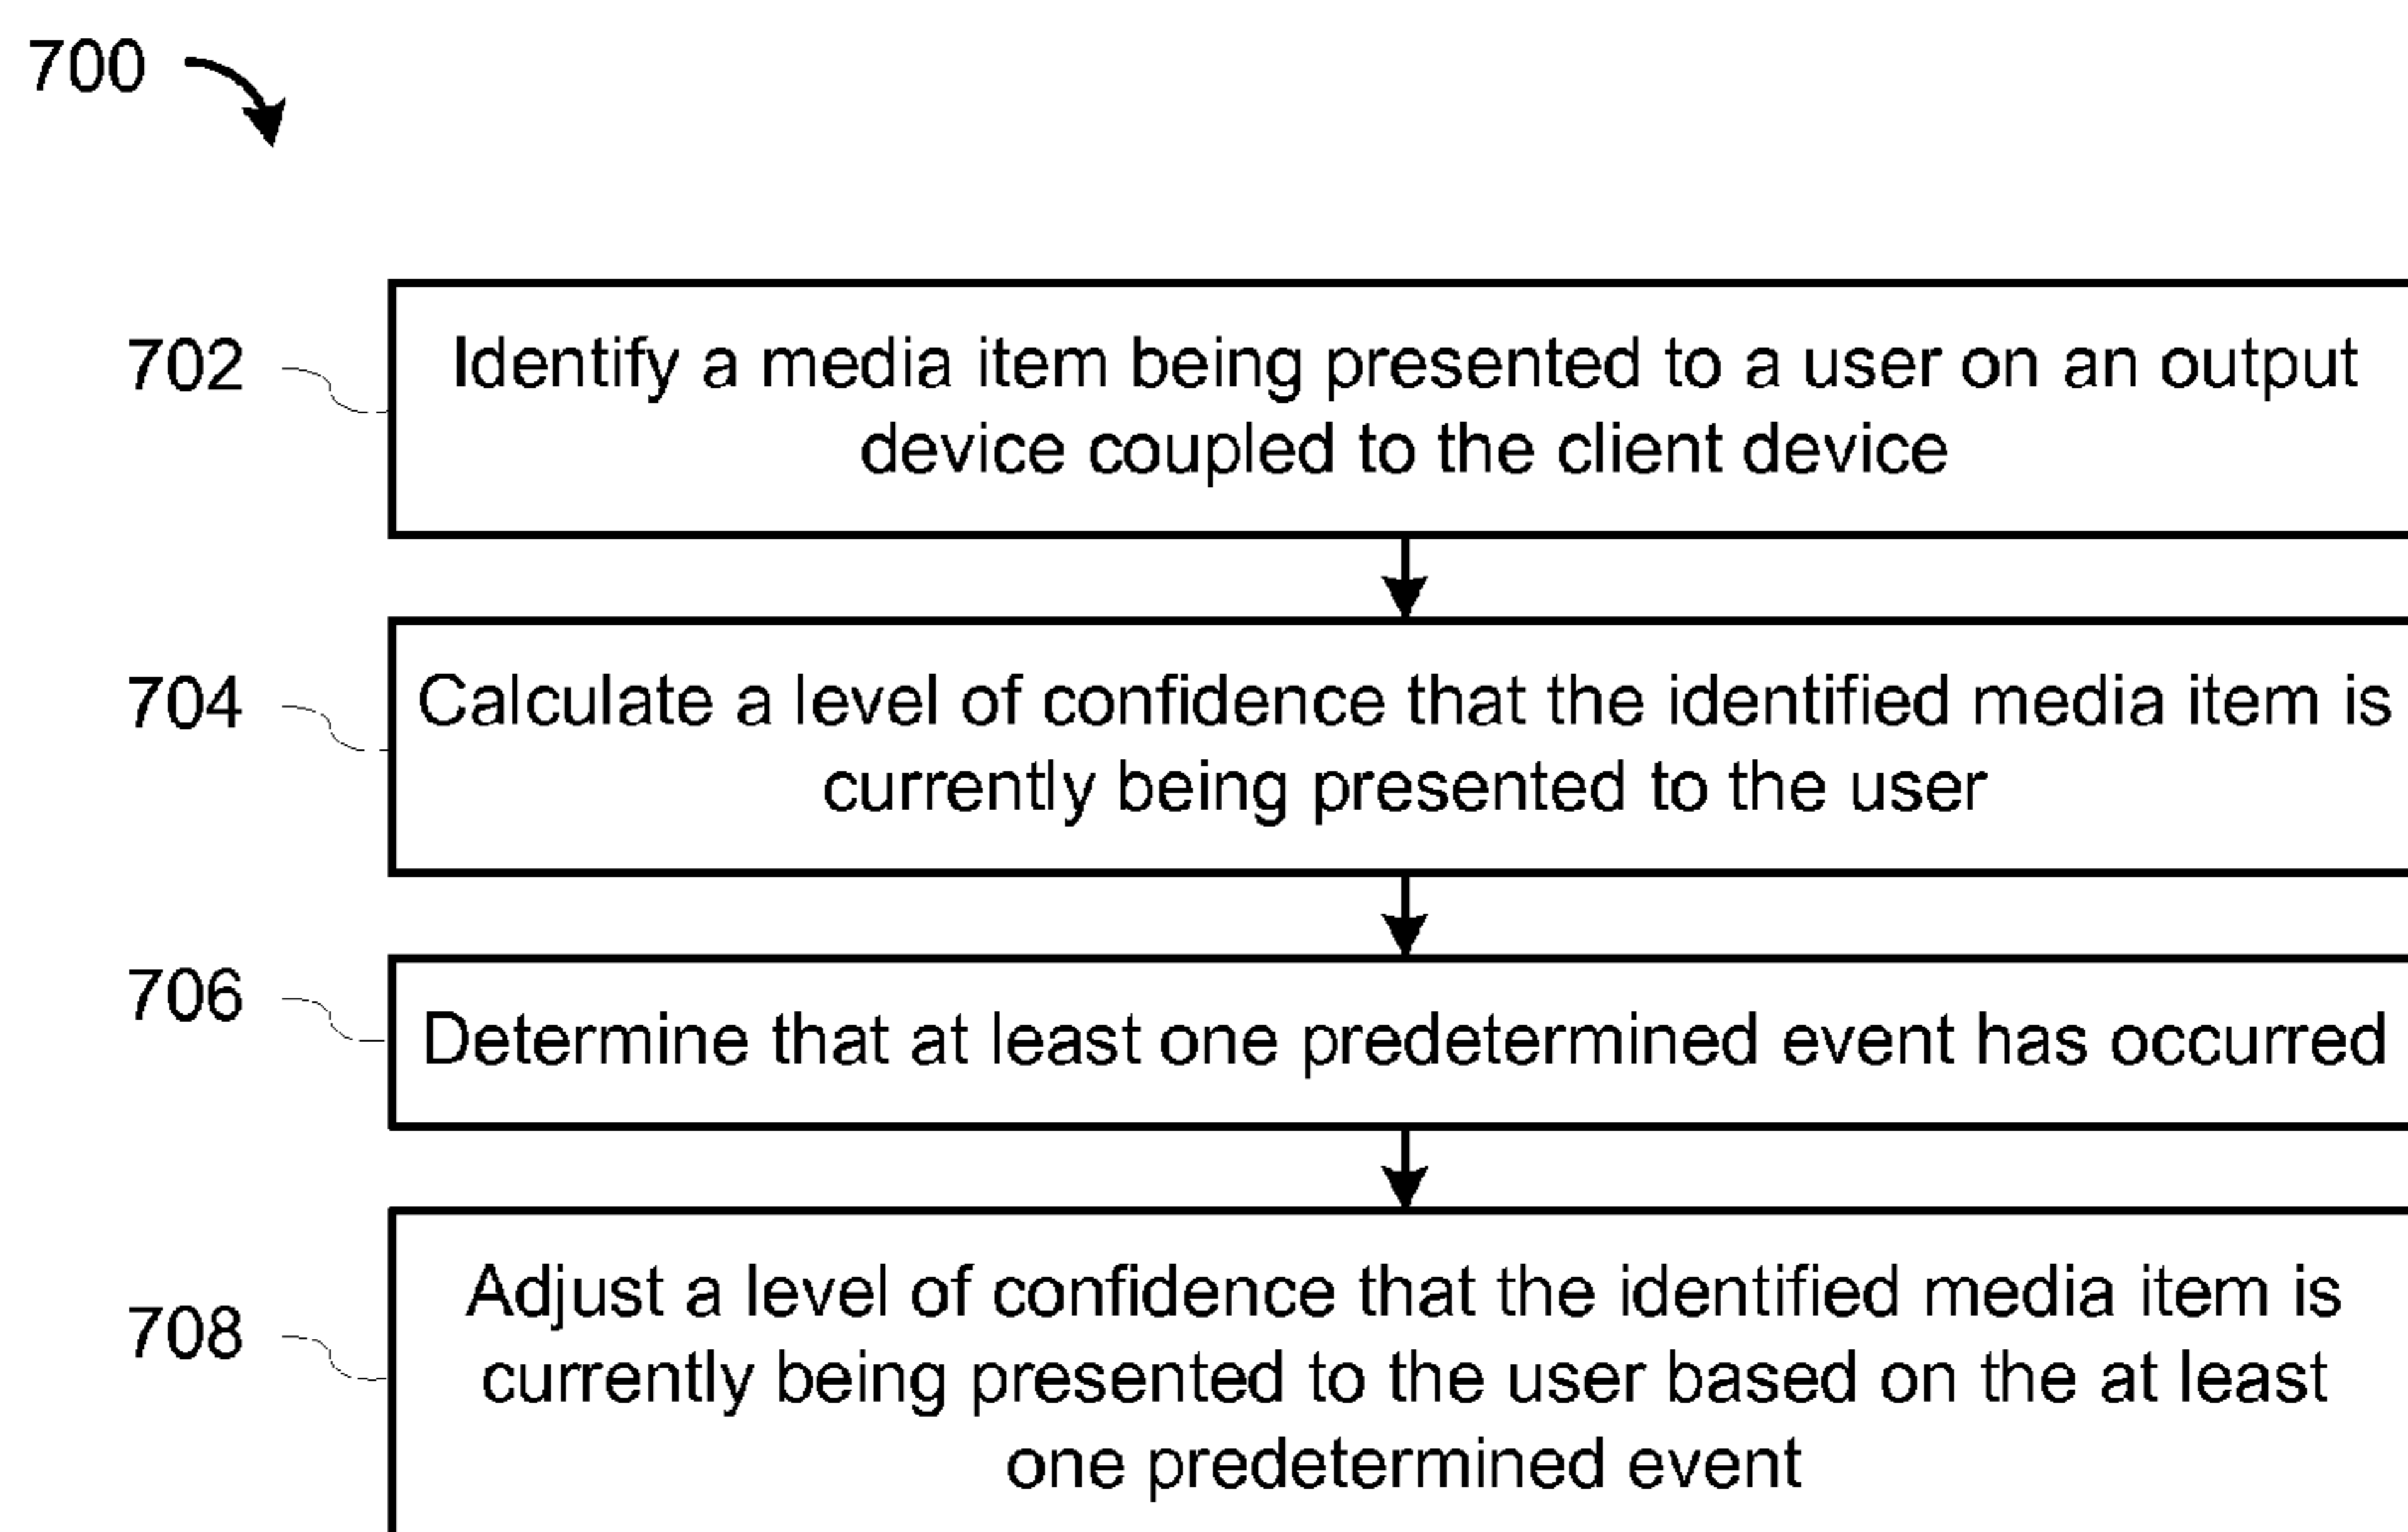 700
702
Identify a media item being presented to a user on an output
device coupled to the client device
704
Calculate a level of confidence that the identified media item is
currently being presented to the user
706
Determine that at least one predetermined event has occurred
708
Adjust a level of confidence that the identified media item is
currently being presented to the user based on the at least
one predetermined event